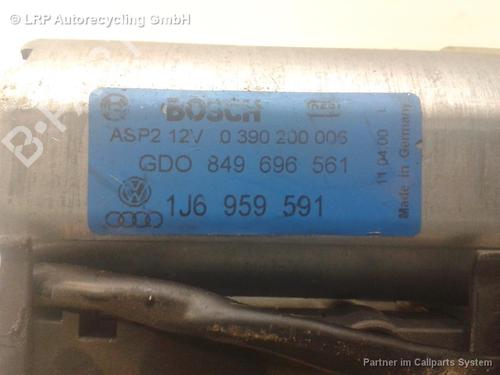 © LRP Autorecycling GmbH
BOSCH
ASP2 12V 0 390 200 006
GDO 849 696 561
1J6 959 591
11 04 00 1
Made in Germany
Partner im Callparts System